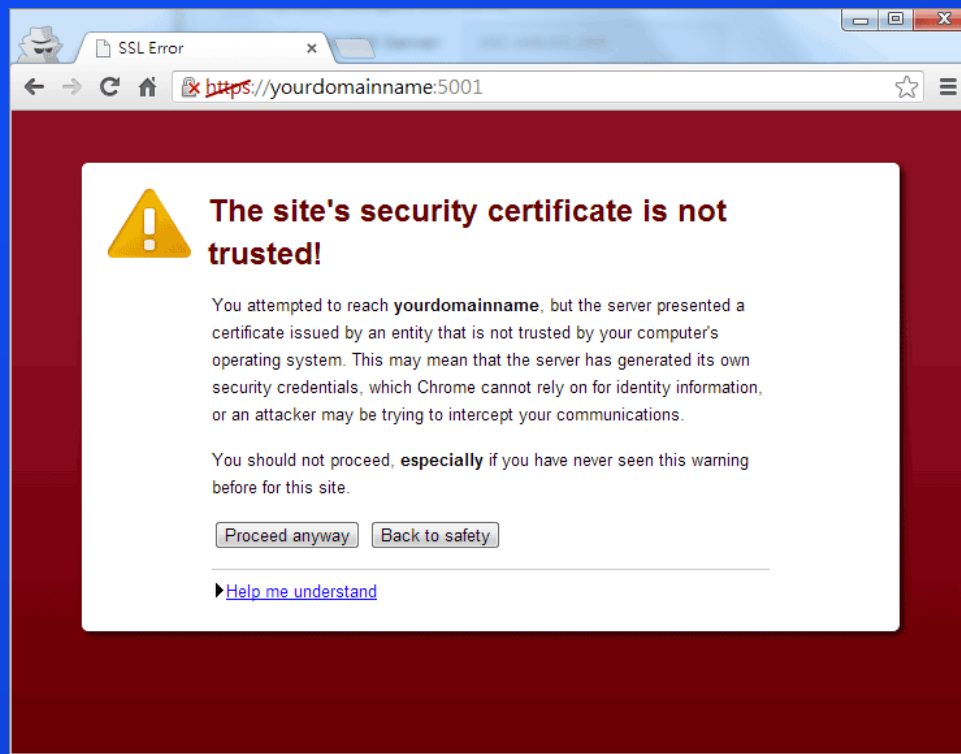 SSL Error
https://yourdomainname:5001
The site's security certificate is not
trusted!
You attempted to reach yourdomainname, but the server presented a
certificate issued by an entity that is not trusted by your computer's
operating system. This may mean that the server has generated its own
security credentials, which Chrome cannot rely on for identity information,
or an attacker may be trying to intercept your communications.
You should not proceed, especially if you have never seen this warning
before for this site.
Proceed anyway Back to safety
Help me understand